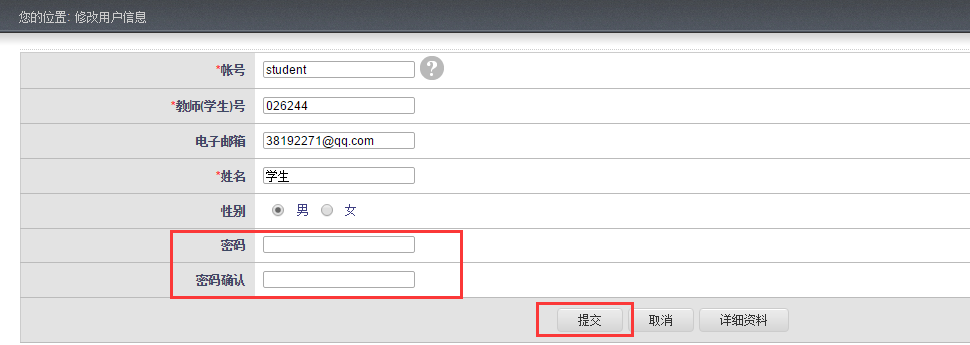 您的位置: 修改用户信息
*帐号 student ?
*教师(学生)号 026244
电子邮箱 38192271@qq.com
*姓名 学生
性别 男 女
密码
密码确认
提交 取消 详细资料